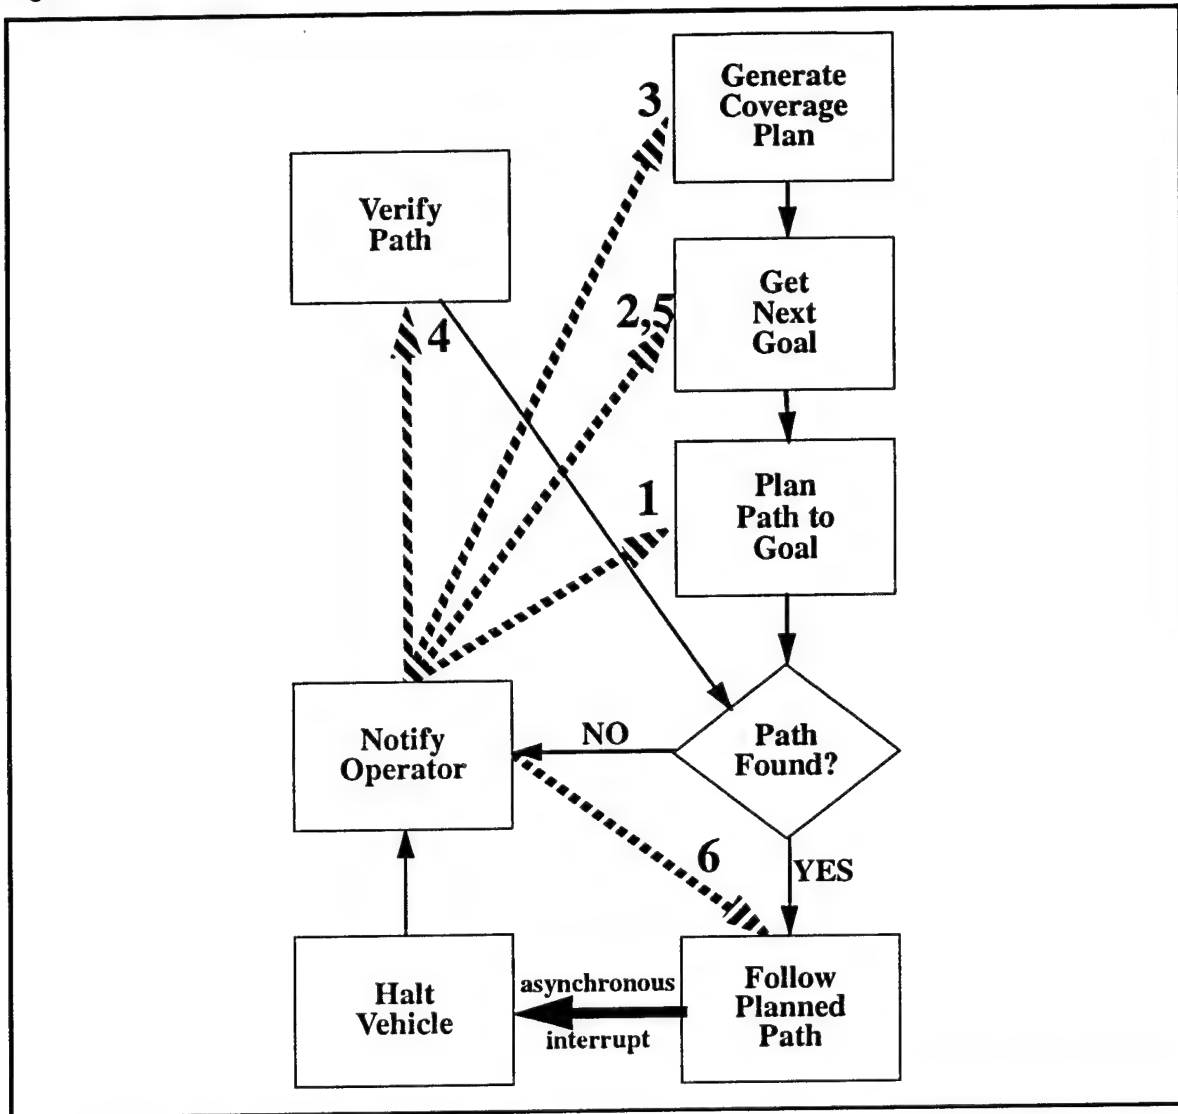 Generate
Coverage
Plan
3
Verify
Path
Get
Next
Goal
2,5
4
Plan
Path to
Goal
1
Notify
Operator
NO
Path
Found?
6
YES
Halt
Vehicle
asynchronous
interrupt
Follow
Planned
Path